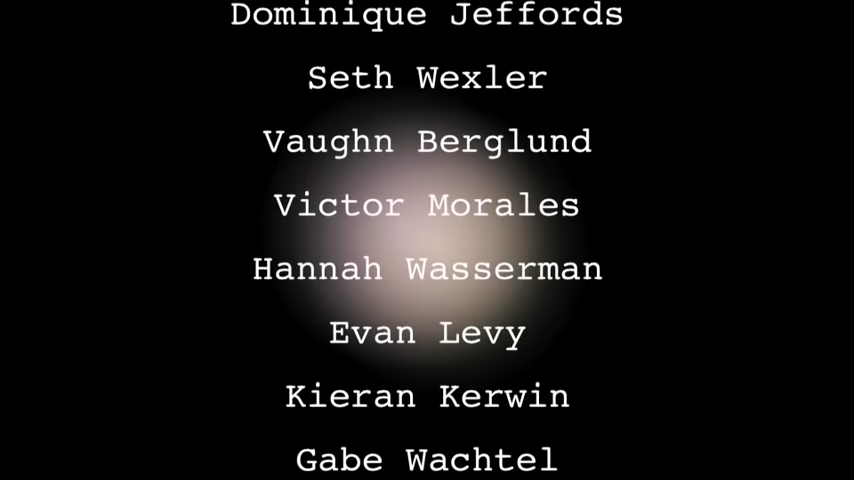 Dominique Jeffords
Seth Wexler
Vaughn Berglund
Victor Morales
Hannah Wasserman
Evan Levy
Kieran Kerwin
Gabe Wachtel